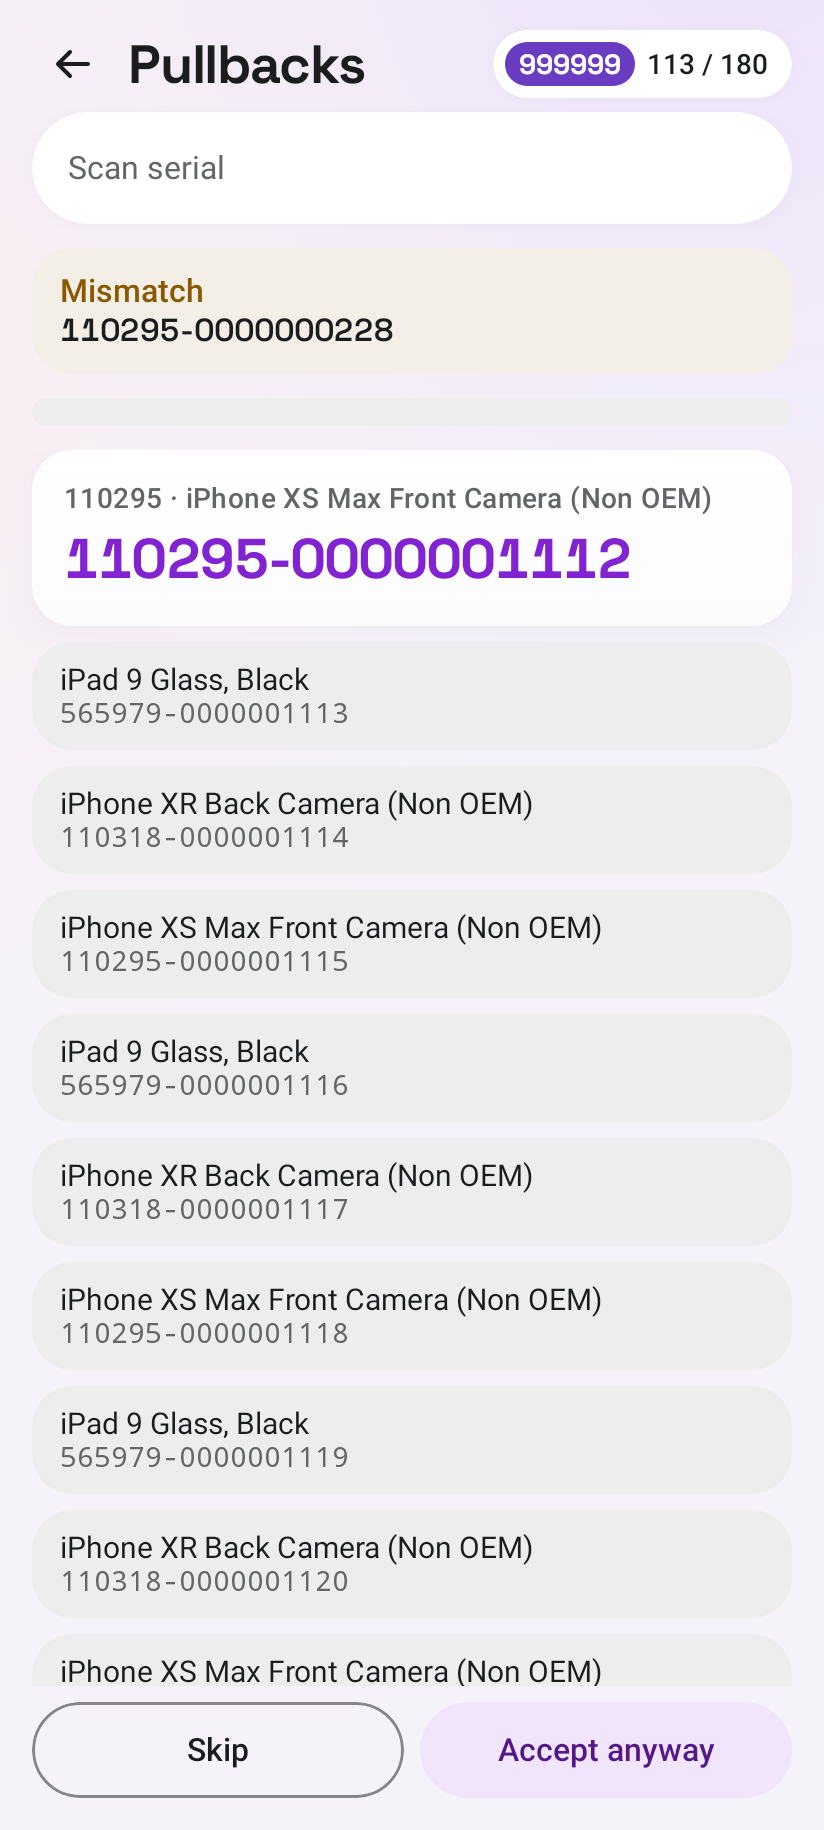 Pullbacks
999999 113 / 180
Scan serial
Mismatch
110295-0000000228
110295 · iPhone XS Max Front Camera (Non OEM)
110295-0000001112
iPad 9 Glass, Black
565979-0000001113
iPhone XR Back Camera (Non OEM)
110318-0000001114
iPhone XS Max Front Camera (Non OEM)
110295-0000001115
iPad 9 Glass, Black
565979-0000001116
iPhone XR Back Camera (Non OEM)
110318-0000001117
iPhone XS Max Front Camera (Non OEM)
110295-0000001118
iPad 9 Glass, Black
565979-0000001119
iPhone XR Back Camera (Non OEM)
110318-0000001120
iPhone XS Max Front Camera (Non OEM)
Skip
Accept anyway